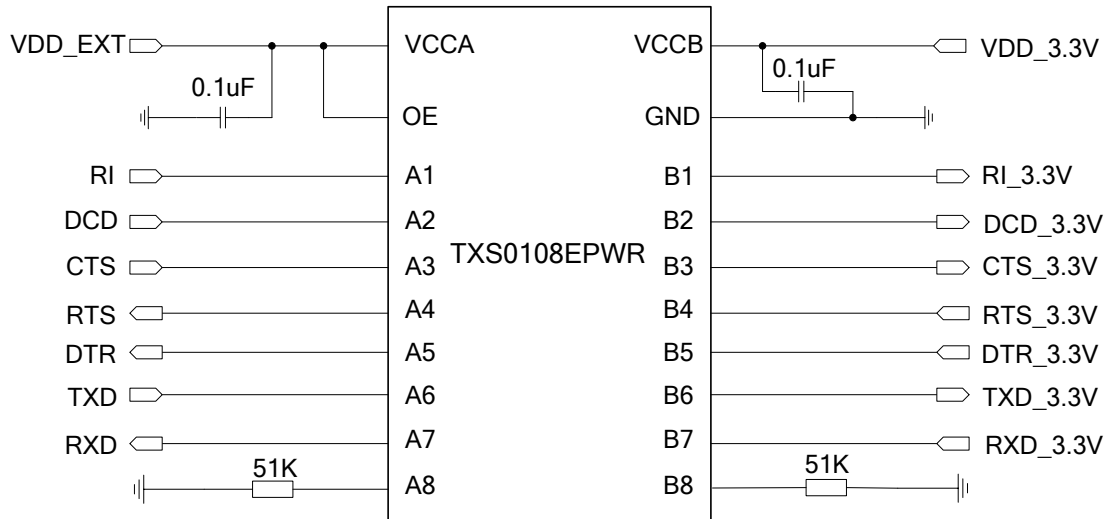 VDD_EXT VCCA VCCB VDD_3.3V
0.1uF 0.1uF
OE GND
RI A1 B1 RI_3.3V
DCD A2 B2 DCD_3.3V
TXS0108EPWR
CTS A3 B3 CTS_3.3V
RTS A4 B4 RTS_3.3V
DTR A5 B5 DTR_3.3V
TXD A6 B6 TXD_3.3V
RXD A7 B7 RXD_3.3V
51K 51K
A8 B8